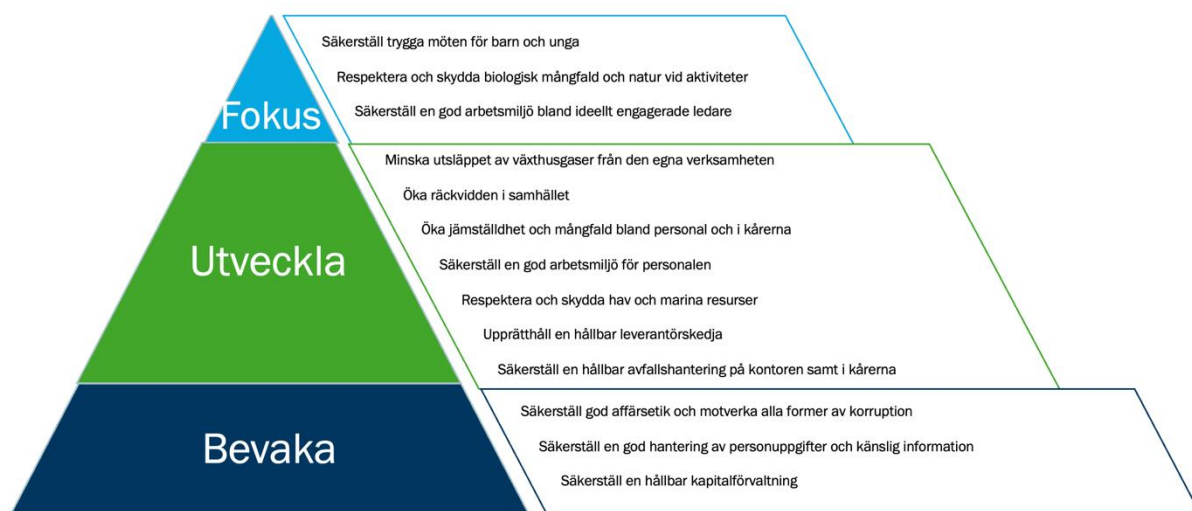 Fokus
Säkerställ trygga möten för barn och unga
Respektera och skydda biologisk mångfald och natur vid aktiviteter
Säkerställ en god arbetsmiljö bland ideellt engagerade ledare
Utveckla
Minska utsläppet av växthusgaser från den egna verksamheten
Öka räckvidden i samhället
Öka jämställdhet och mångfald bland personal och i kårerna
Säkerställ en god arbetsmiljö för personalen
Respektera och skydda hav och marina resurser
Upprätthåll en hållbar leverantörskedja
Säkerställ en hållbar avfallshantering på kontoren samt i kårerna
Bevaka
Säkerställ god affärsetik och motverka alla former av korruption
Säkerställ en god hantering av personuppgifter och känslig information
Säkerställ en hållbar kapitalförvaltning